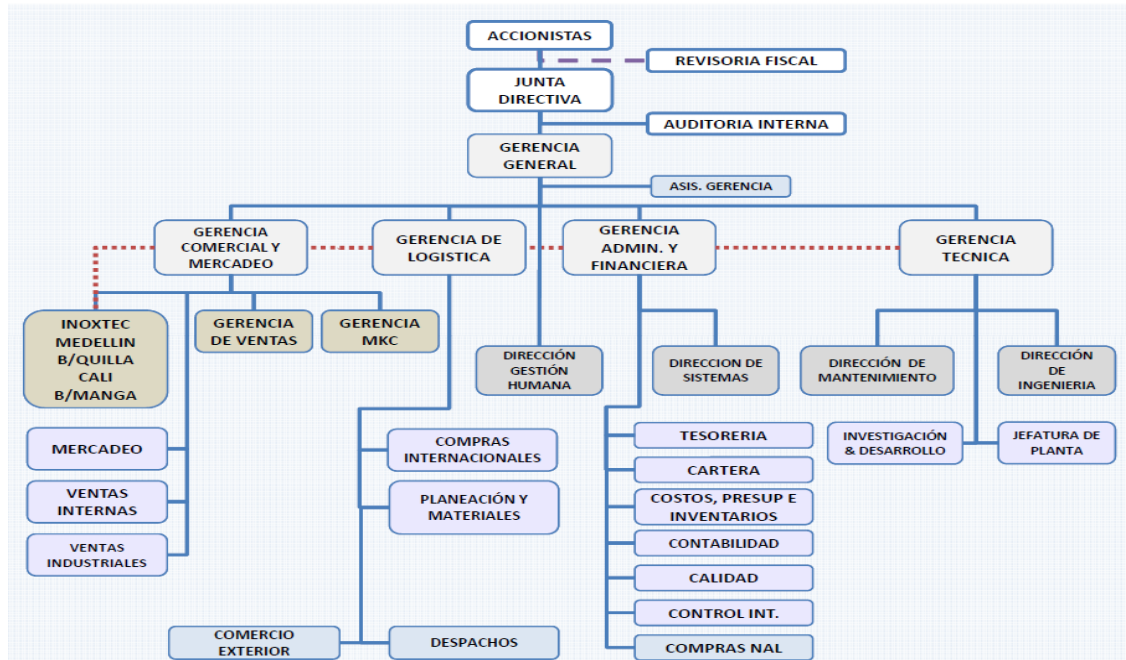 ACCIONISTAS
REVISORIA FISCAL
JUNTA
DIRECTIVA
AUDITORIA INTERNA
GERENCIA
GENERAL
ASIS. GERENCIA
GERENCIA
COMERCIAL Y
MERCADEO
GERENCIA DE
LOGISTICA
GERENCIA
ADMIN. Y
FINANCIERA
GERENCIA
TECNICA
INOXTEC
MEDELLIN
B/QUILLA
CALI
B/MANGA
GERENCIA
DE VENTAS
GERENCIA
MKC
DIRECCIÓN
GESTIÓN
HUMANA
DIRECCION DE
SISTEMAS
DIRECCIÓN DE
MANTENIMIENTO
DIRECCIÓN
DE
INGENIERIA
MERCADEO
VENTAS
INTERNAS
VENTAS
INDUSTRIALES
COMPRAS
INTERNACIONALES
PLANEACIÓN Y
MATERIALES
TESORERIA
CARTERA
COSTOS, PRESUP E
INVENTARIOS
CONTABILIDAD
CALIDAD
CONTROL INT.
COMPRAS NAL
INVESTIGACIÓN
& DESARROLLO
JEFATURA DE
PLANTA
COMERCIO
EXTERIOR
DESPACHOS